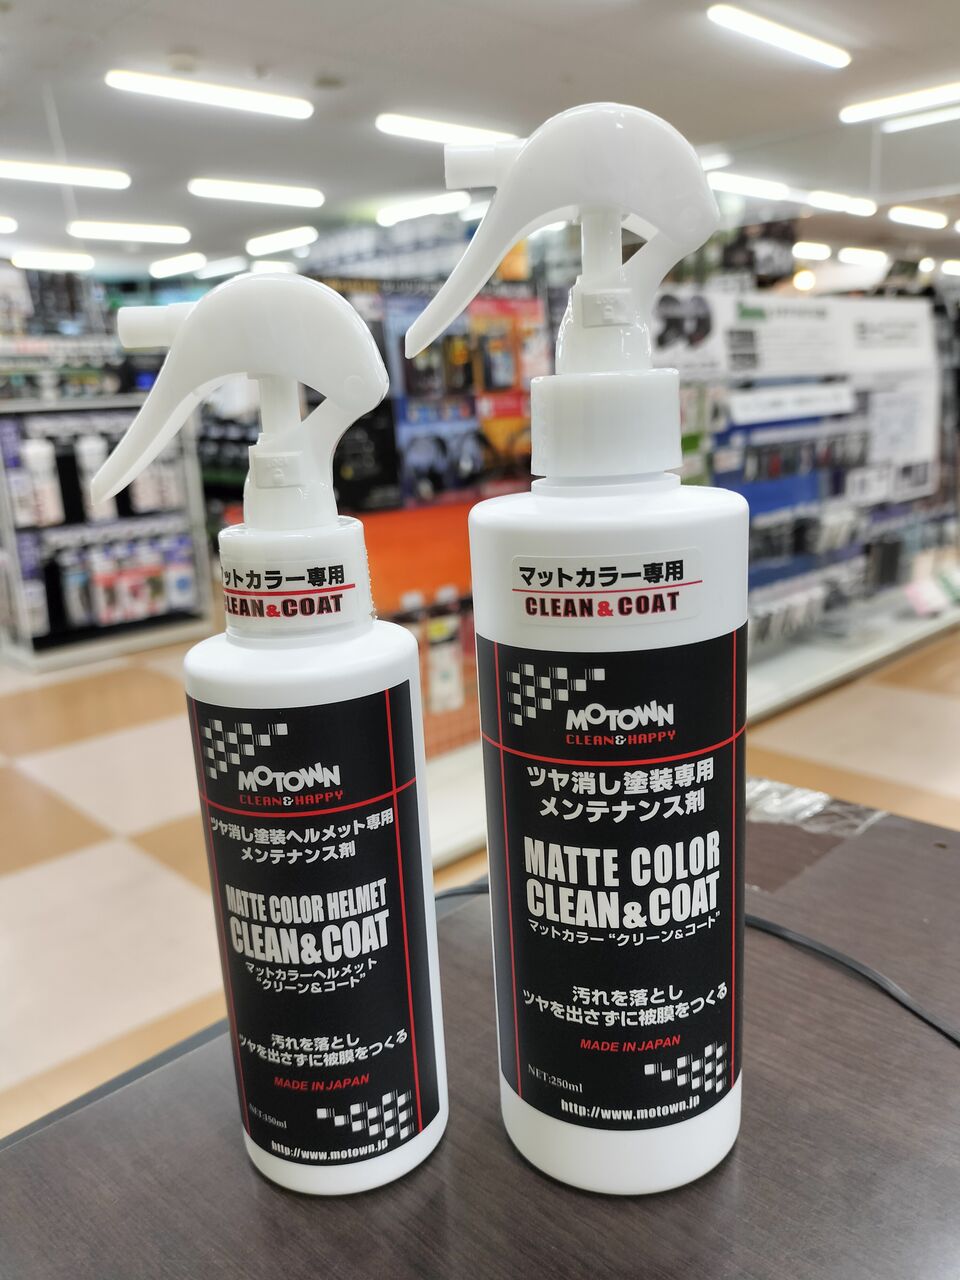 マットカラー専用
CLEAN&COAT
MOTOWN
CLEAN&HAPPY
ツヤ消し塗装ヘルメット専用
メンテナンス剤
MATTE COLOR HELMET
CLEAN&COAT
マットカラーヘルメット
“クリーン&コート”
汚れを落とし
ツヤを出さずに被膜をつくる
MADE IN JAPAN
NET:150ml
http://www.motown.jp
マットカラー専用
CLEAN&COAT
MOTOWN
CLEAN&HAPPY
ツヤ消し塗装専用
メンテナンス剤
MATTE COLOR
CLEAN&COAT
マットカラー“クリーン&コート”
汚れを落とし
ツヤを出さずに被膜をつくる
MADE IN JAPAN
NET:250ml
http://www.motown.jp